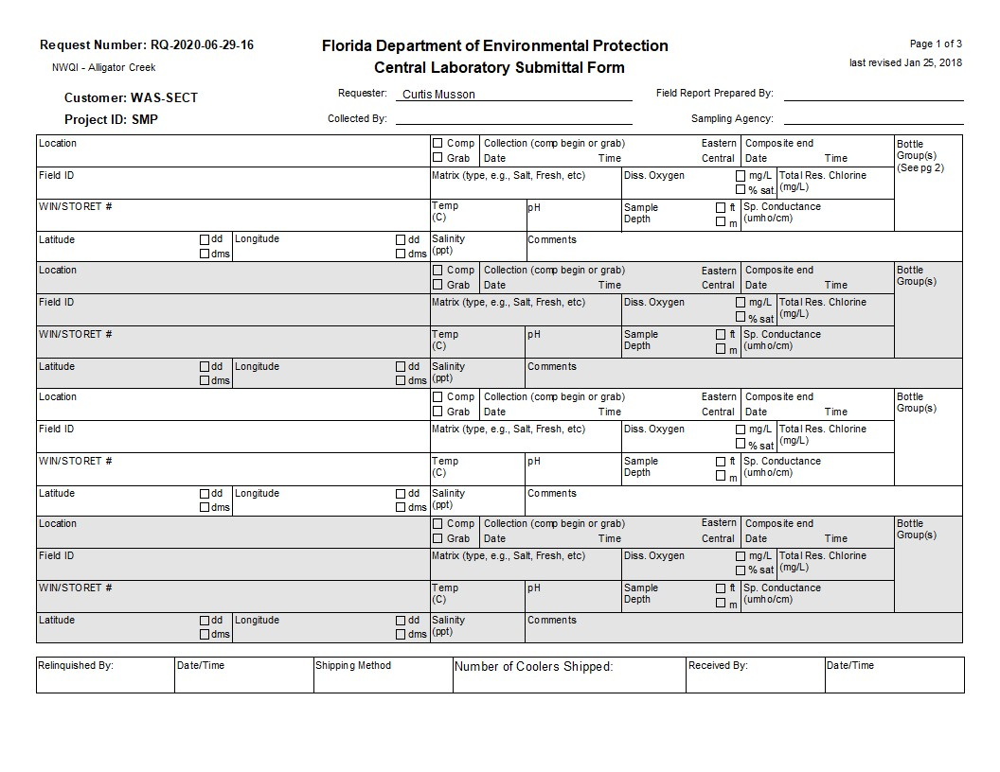 Request Number: RQ-2020-06-29-16
Florida Department of Environmental Protection
Page 1 of 3
NWQI - Alligator Creek
Central Laboratory Submittal Form
last revised Jan 25, 2018
Customer: WAS-SECT
Requester: Curtis Musson
Field Report Prepared By:
Project ID: SMP
Collected By:
Sampling Agency:
Location
Comp
Grab
Collection (comp begin or grab)
Eastern
Date Time Central
Composite end
Date Time
Bottle
Group(s)
(See pg 2)
Field ID
Matrix (type, e.g., Salt, Fresh, etc)
Diss. Oxygen
mg/L
% sat.
Total Res. Chlorine
(mg/L)
WIN/STORET #
Temp
(C)
pH
Sample
Depth
ft
m
Sp. Conductance
(umho/cm)
Latitude
dd
dms
Longitude
dd
dms
Salinity
(ppt)
Comments
Location
Comp
Grab
Collection (comp begin or grab)
Eastern
Date Time Central
Composite end
Date Time
Bottle
Group(s)
Field ID
Matrix (type, e.g., Salt, Fresh, etc)
Diss. Oxygen
mg/L
% sat
Total Res. Chlorine
(mg/L)
WIN/STORET #
Temp
(C)
pH
Sample
Depth
ft
m
Sp. Conductance
(umho/cm)
Latitude
dd
dms
Longitude
dd
dms
Salinity
(ppt)
Comments
Location
Comp
Grab
Collection (comp begin or grab)
Eastern
Date Time Central
Composite end
Date Time
Bottle
Group(s)
Field ID
Matrix (type, e.g., Salt, Fresh, etc)
Diss. Oxygen
mg/L
% sat
Total Res. Chlorine
(mg/L)
WIN/STORET #
Temp
(C)
pH
Sample
Depth
ft
m
Sp. Conductance
(umho/cm)
Latitude
dd
dms
Longitude
dd
dms
Salinity
(ppt)
Comments
Location
Comp
Grab
Collection (comp begin or grab)
Eastern
Date Time Central
Composite end
Date Time
Bottle
Group(s)
Field ID
Matrix (type, e.g., Salt, Fresh, etc)
Diss. Oxygen
mg/L
% sat
Total Res. Chlorine
(mg/L)
WIN/STORET #
Temp
(C)
pH
Sample
Depth
ft
m
Sp. Conductance
(umho/cm)
Latitude
dd
dms
Longitude
dd
dms
Salinity
(ppt)
Comments
Relinquished By:
Date/Time
Shipping Method
Number of Coolers Shipped:
Received By:
Date/Time